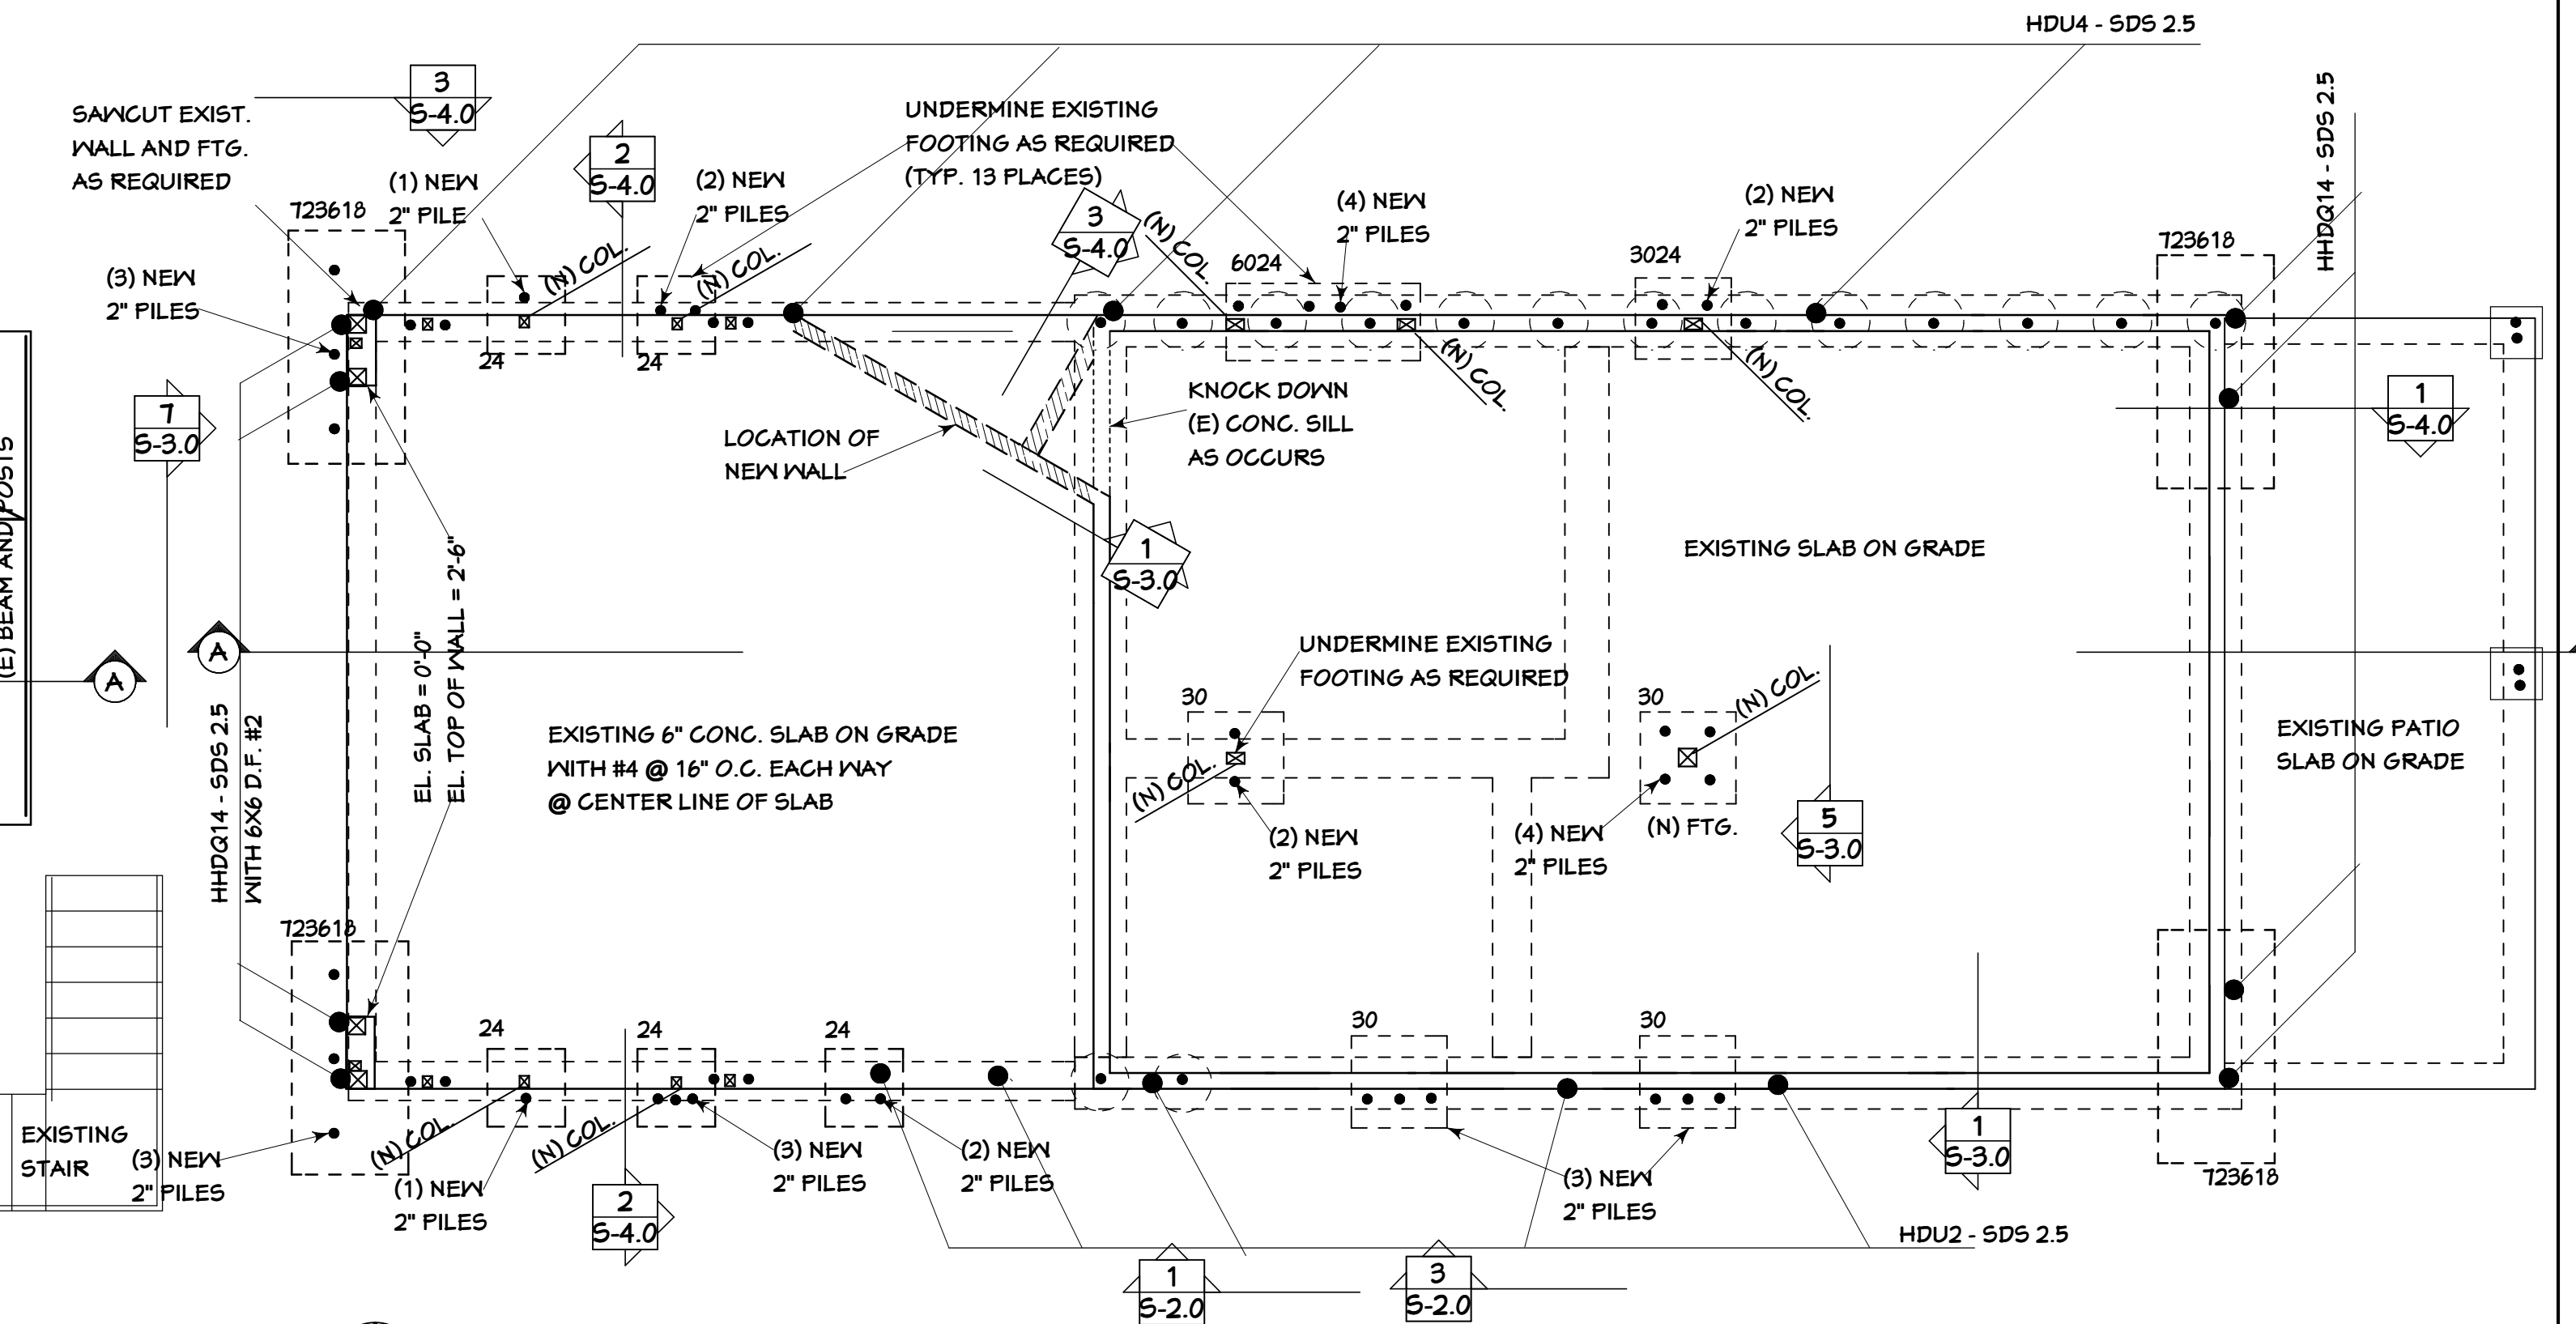 HDU4 - SDS 2.5
HHDQ14 - SDS 2.5
3
S-4.0
SAWCUT EXIST.
WALL AND FTG.
AS REQUIRED
2
S-4.0
UNDERMINE EXISTING
FOOTING AS REQUIRED
(TYP. 13 PLACES)
(1) NEW
2" PILE
(2) NEW
2" PILES
723618
3
S-4.0
(N) COL.
(4) NEW
2" PILES
(2) NEW
2" PILES
723618
(3) NEW
2" PILES
(N) COL.
(N) COL.
6024
3024
24
24
(N) COL.
(N) COL.
7
S-3.0
KNOCK DOWN
(E) CONC. SILL
AS OCCURS
1
S-4.0
LOCATION OF
NEW WALL
(E) BEAM AND POSTS
1
S-3.0
EXISTING SLAB ON GRADE
EL. SLAB = 0'-0"
EL. TOP OF WALL = 2'-6"
A
A
UNDERMINE EXISTING
FOOTING AS REQUIRED
30
30
(N) COL.
HHDQ14 - SDS 2.5
WITH 6X6 D.F. #2
EXISTING 6" CONC. SLAB ON GRADE
WITH #4 @ 16" O.C. EACH WAY
@ CENTER LINE OF SLAB
EXISTING PATIO
SLAB ON GRADE
(N) COL.
(2) NEW
2" PILES
(4) NEW
2" PILES
(N) FTG.
5
S-3.0
723618
24
24
24
30
30
EXISTING
STAIR
(3) NEW
2" PILES
(N) COL.
(N) COL.
(1) NEW
2" PILES
(3) NEW
2" PILES
(2) NEW
2" PILES
(3) NEW
2" PILES
1
S-3.0
723618
2
S-4.0
HDU2 - SDS 2.5
1
S-2.0
3
S-2.0